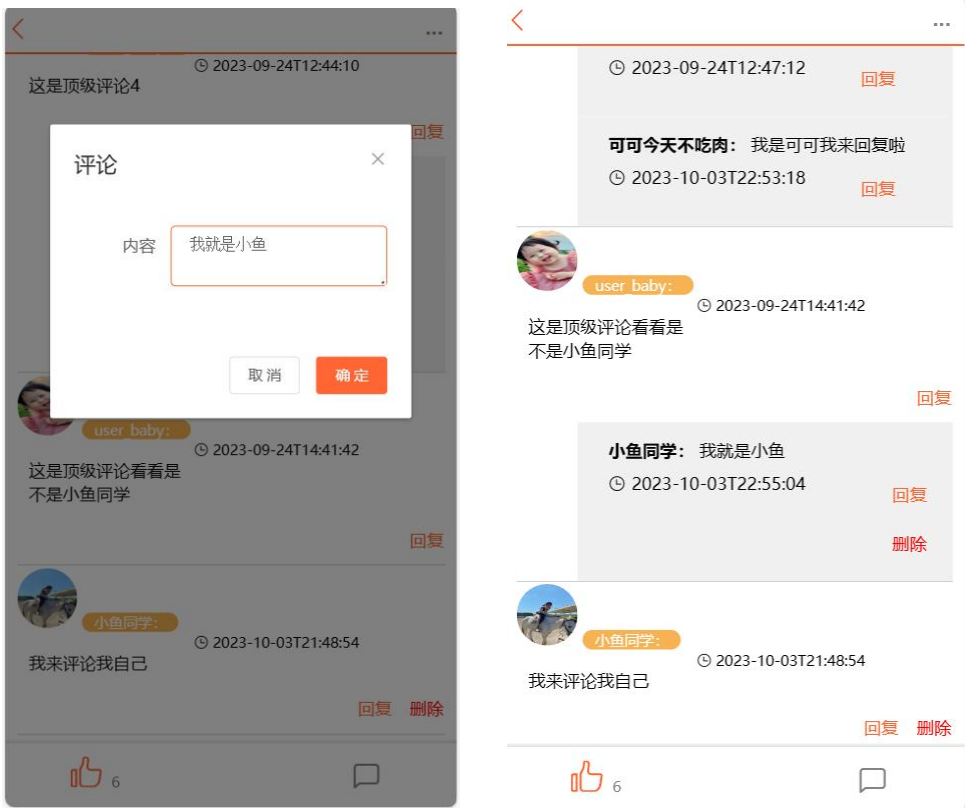 2023-09-24T12:44:10
这是顶级评论4
回复
评论
内容
我就是小鱼
取消
确定
user baby:
2023-09-24T14:41:42
这是顶级评论看看是
不是小鱼同学
回复
小鱼同学:
2023-10-03T21:48:54
我来评论我自己
回复 删除
6
2023-09-24T12:47:12
回复
可可今天不吃肉: 我是可可我来回复啦
2023-10-03T22:53:18
回复
user baby:
2023-09-24T14:41:42
这是顶级评论看看是
不是小鱼同学
回复
小鱼同学: 我就是小鱼
2023-10-03T22:55:04
回复
删除
小鱼同学:
2023-10-03T21:48:54
我来评论我自己
回复 删除
6